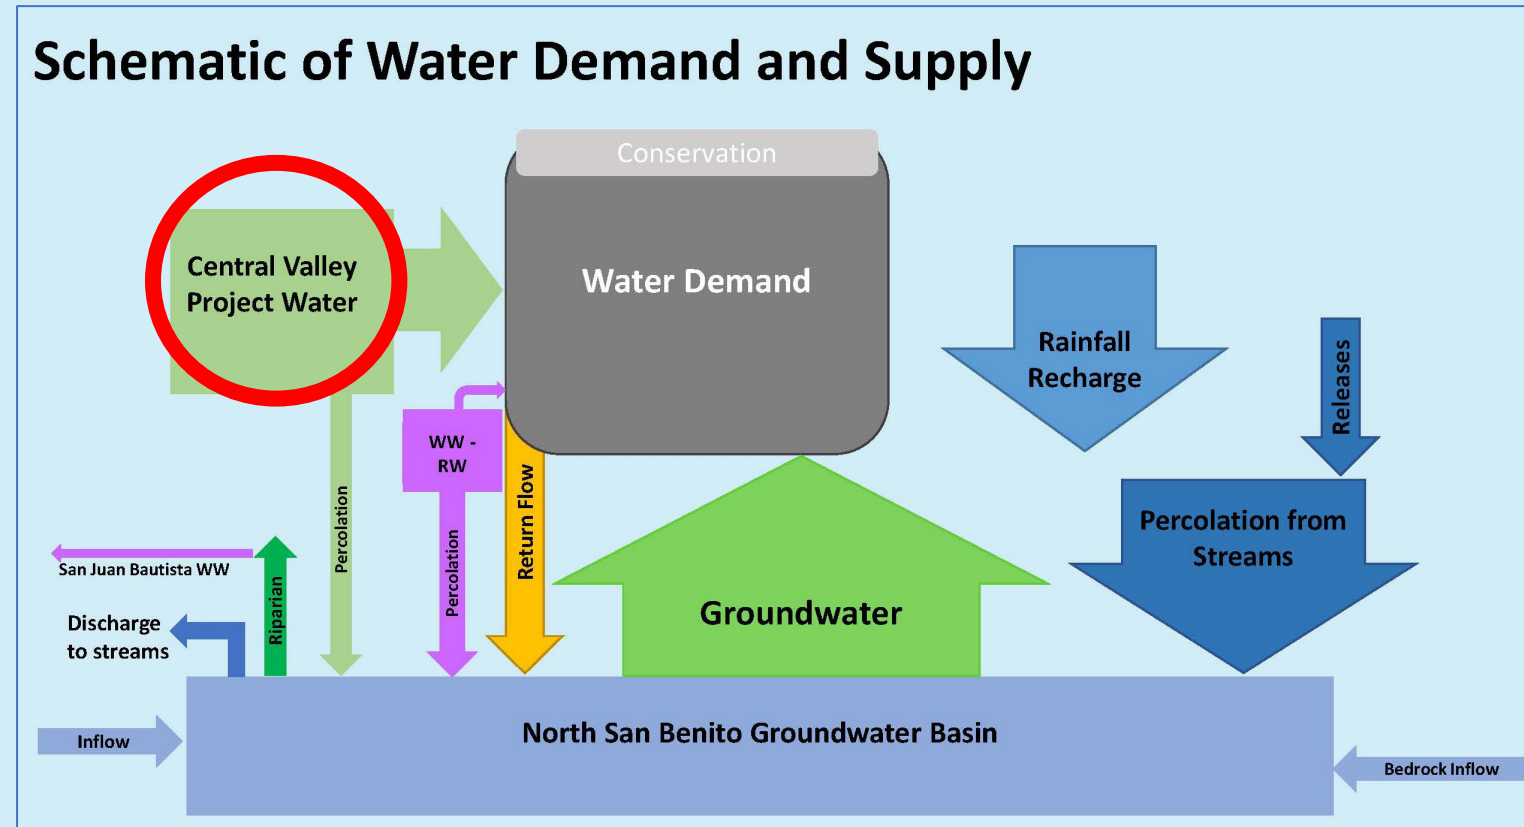 Schematic of Water Demand and Supply
Conservation
Central Valley
Project Water
Water Demand
Rainfall
Recharge
Releases
WW -
RW
Percolation
Percolation
Return Flow
Percolation from
Streams
San Juan Bautista WW
Riparian
Discharge
to streams
Groundwater
North San Benito Groundwater Basin
Inflow
Bedrock Inflow